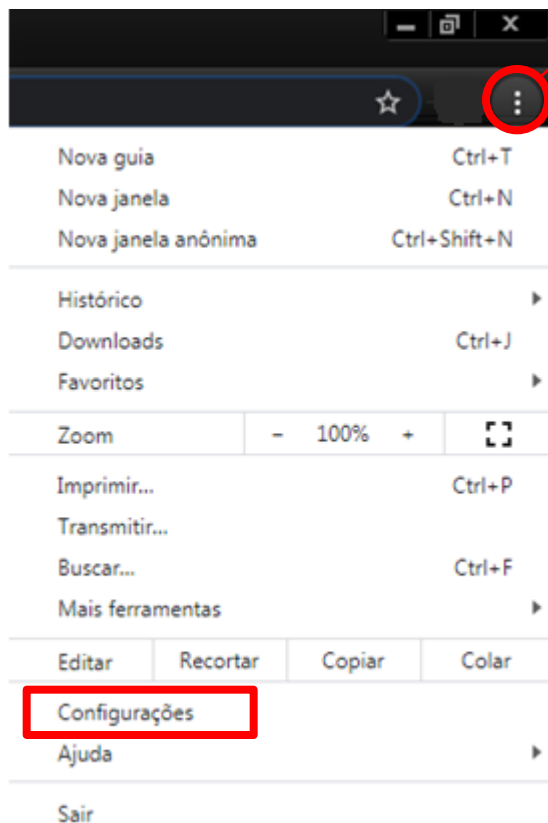 Nova guia Ctrl+T
Nova janela Ctrl+N
Nova janela anônima Ctrl+Shift+N
Histórico
Downloads Ctrl+J
Favoritos
Zoom - 100% +
Imprimir... Ctrl+P
Transmitir...
Buscar... Ctrl+F
Mais ferramentas
Editar Recortar Copiar Colar
Configurações
Ajuda
Sair